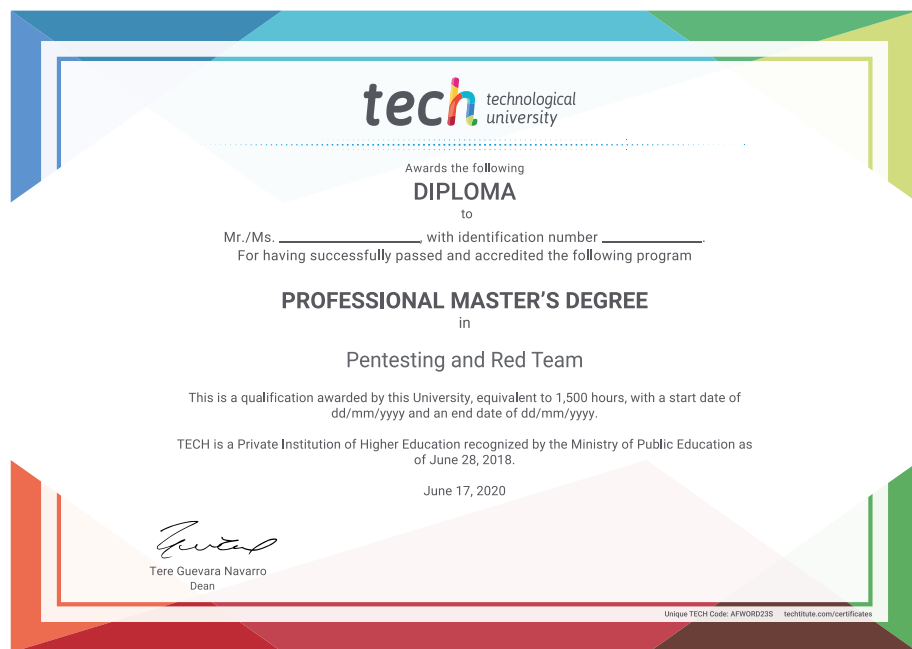 tech technological
university
Awards the following
DIPLOMA
to
Mr./Ms. ____________________, with identification number ______________.
For having successfully passed and accredited the following program
PROFESSIONAL MASTER'S DEGREE
in
Pentesting and Red Team
This is a qualification awarded by this University, equivalent to 1,500 hours, with a start date of
dd/mm/yyyy and an end date of dd/mm/yyyy.
TECH is a Private Institution of Higher Education recognized by the Ministry of Public Education as
of June 28, 2018.
June 17, 2020
Tere Guevara Navarro
Dean
Unique TECH Code: AFWORD23S techtitute.com/certificates